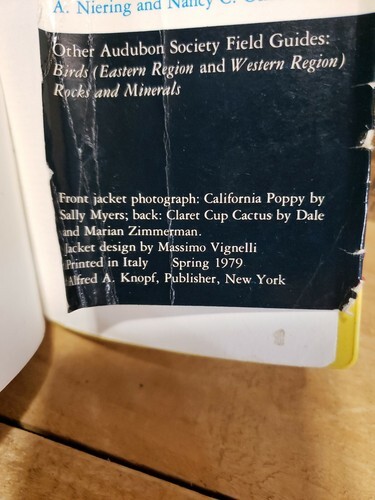 A. Niering and Nancy C.
Other Audubon Society Field Guides:
Birds (Eastern Region and Western Region)
Rocks and Minerals
Front jacket photograph: California Poppy by
Sally Myers; back: Claret Cup Cactus by Dale
and Marian Zimmerman.
Jacket design by Massimo Vignelli
Printed in Italy Spring 1979
Alfred A. Knopf, Publisher, New York